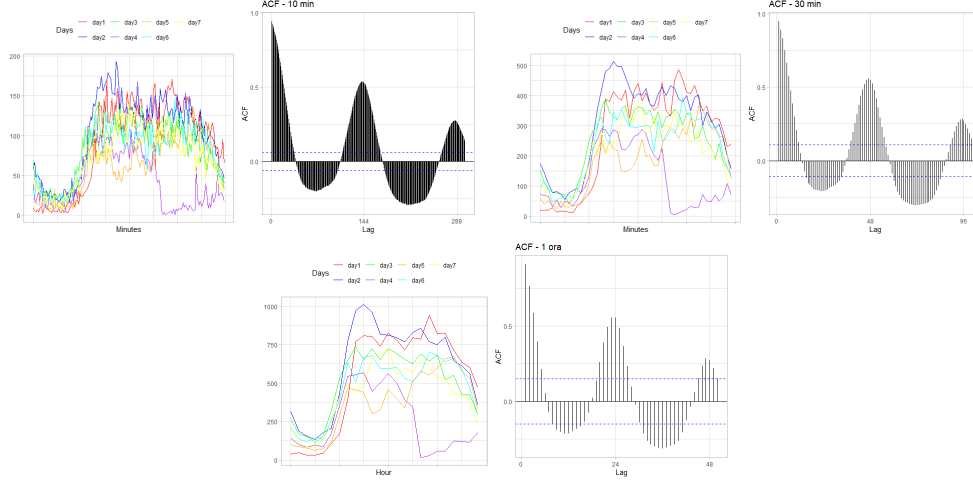 ACF - 10 min
ACF - 30 min
Days
day1 day3 day5 day7
day2 day4 day6
200
150
100
50
0
Minutes
1.0
0.5
0.0
ACF
0 144 288
Lag
Days
day1 day3 day5 day7
day2 day4 day6
500
400
300
200
100
0
Minutes
1.0
0.5
0.0
ACF
0 48 96
Lag
ACF - 1 ora
Days
day1 day3 day5 day7
day2 day4 day6
1000
750
500
250
0
Hour
0.5
0.0
ACF
0 24 48
Lag